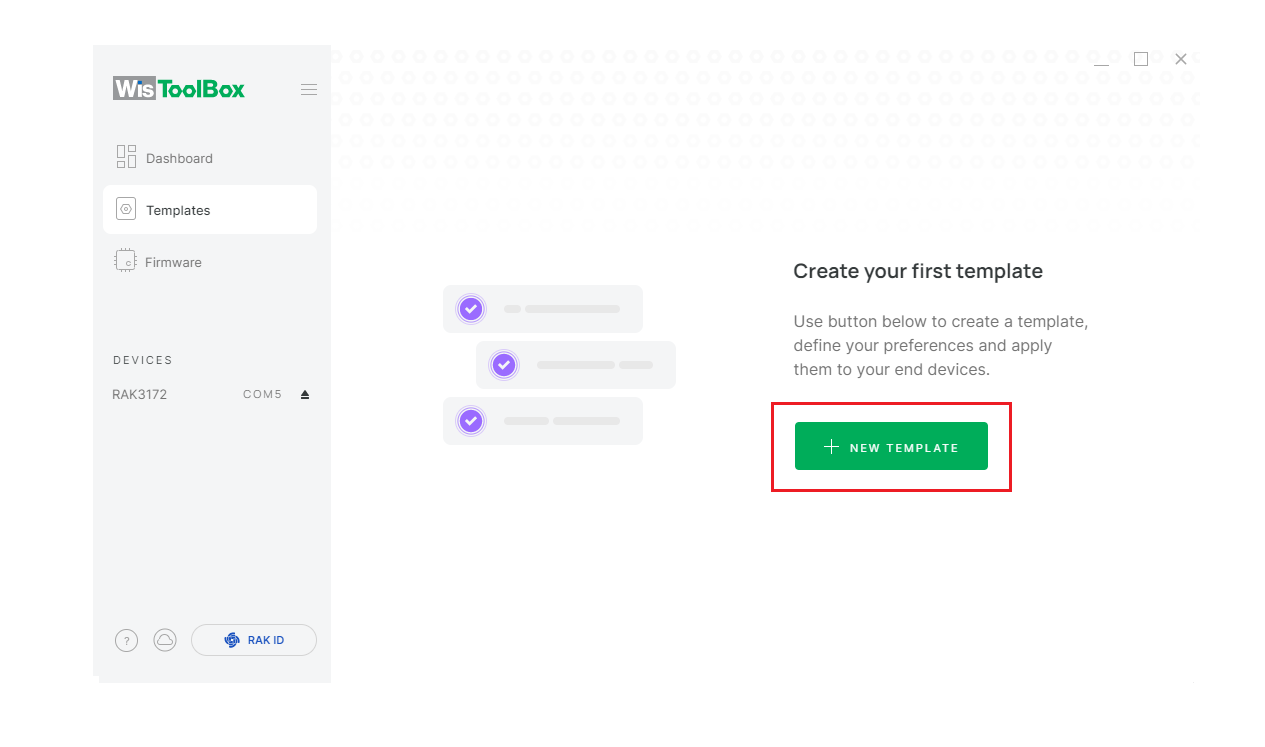 WisToolBox
Dashboard
Templates
Firmware
DEVICES
RAK3172 COM5
? RAK ID
Create your first template
Use button below to create a template,
define your preferences and apply
them to your end devices.
NEW TEMPLATE